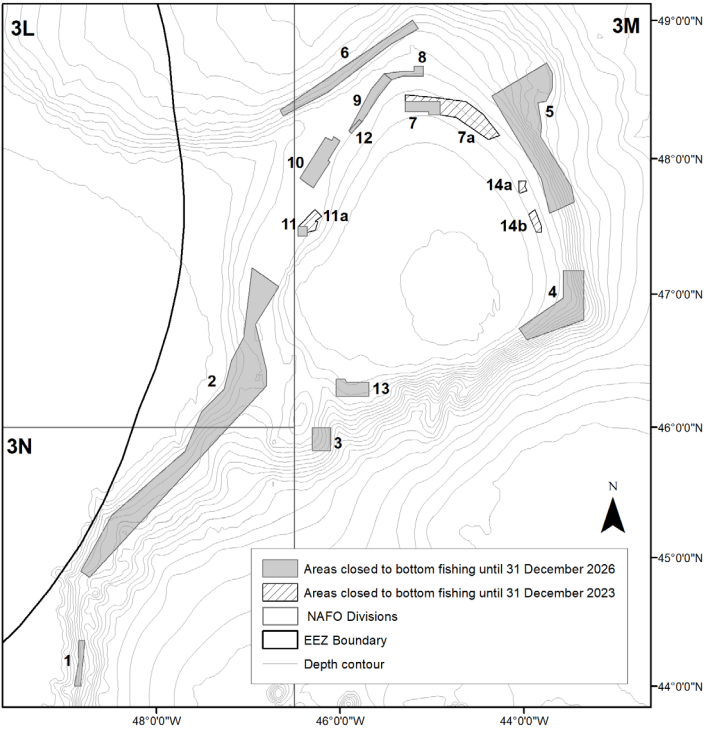 3L
3M
49°0'0"N
6
8
9
7
7a
5
12
10
48°0'0"N
14a
11
11a
14b
4
47°0'0"N
2
13
3N
3
46°0'0"N
N
45°0'0"N
Areas closed to bottom fishing until 31 December 2026
Areas closed to bottom fishing until 31 December 2023
NAFO Divisions
EEZ Boundary
Depth contour
1
44°0'0"N
48°0'0"W
46°0'0"W
44°0'0"W